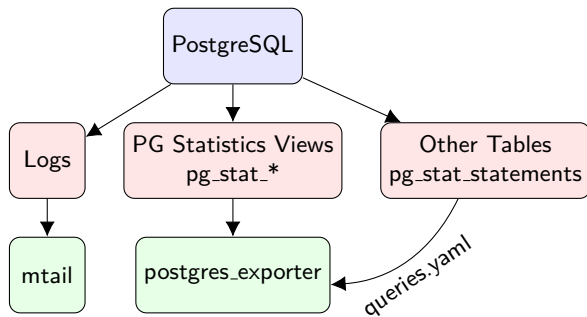 PostgreSQL
Logs
PG Statistics Views
pg_stat_*
Other Tables
pg_stat_statements
mtail
postgres_exporter
queries.yaml